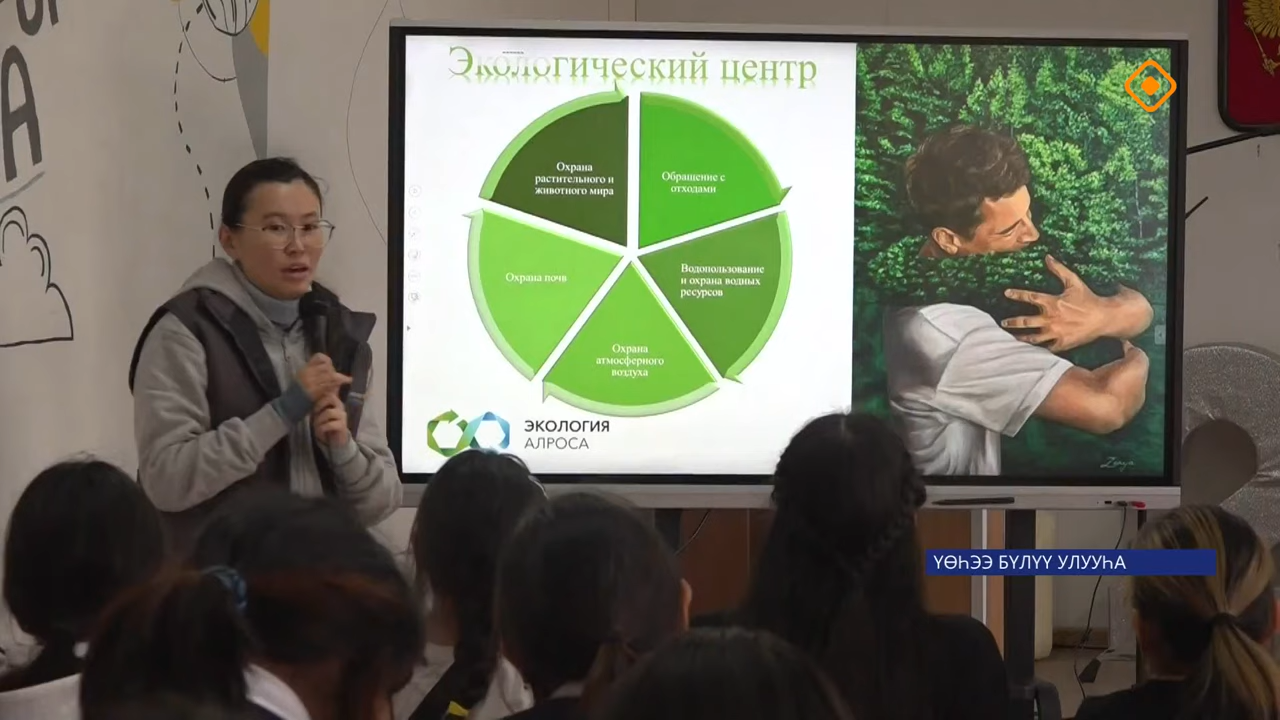 А
Экологический центр
Охрана
растительного и
животного мира
Обращение с
отходами
Охрана почв
Водопользование
и охрана водных
ресурсов
Охрана
атмосферного
воздуха
ЭКОЛОГИЯ
АЛРОСА
ҮӨҺЭЭ БҮЛҮҮ УЛУУҺА